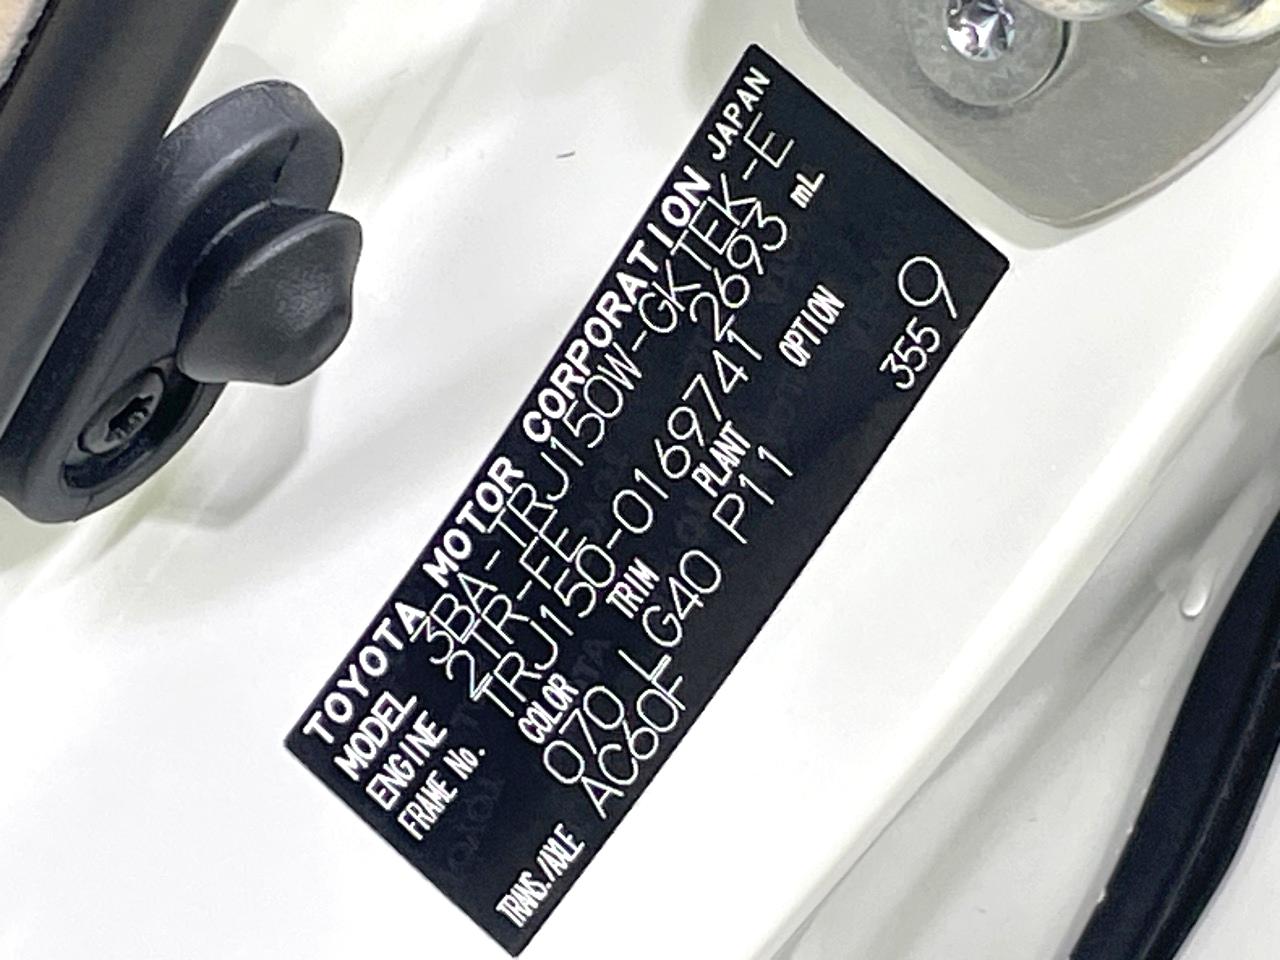 TOYOTA MOTOR CORPORATION JAPAN
MODEL 3BA-TRJ150W-GKTEK-E
ENGINE 2TR-FE 2693 mL
FRAME No. TRJ150-0169741
COLOR TRIM PLANT OPTION
070 LG40 P11
TRANS./AXLE AC60F 355 9